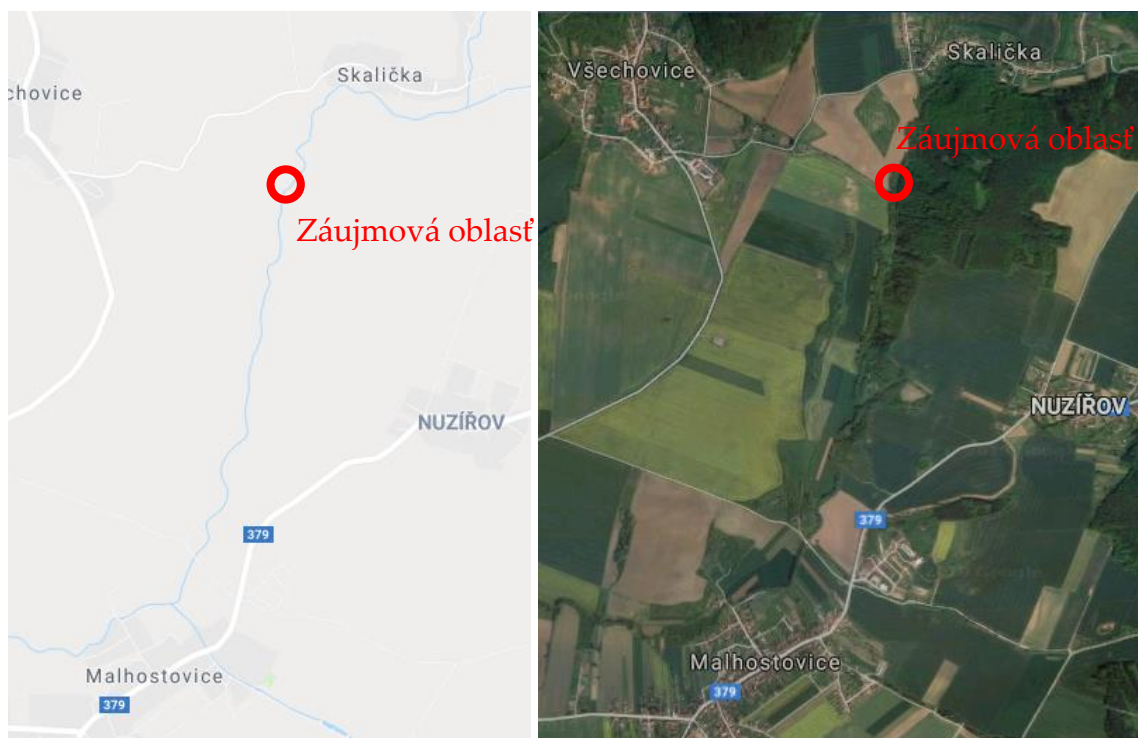 Skalička
chovice
Záujmová oblasť
NUZÍŘOV
379
Malhostovice
379
Skalička
Všechovice
Záujmová oblasť
NUZÍŘOV
379
Malhostovice
379